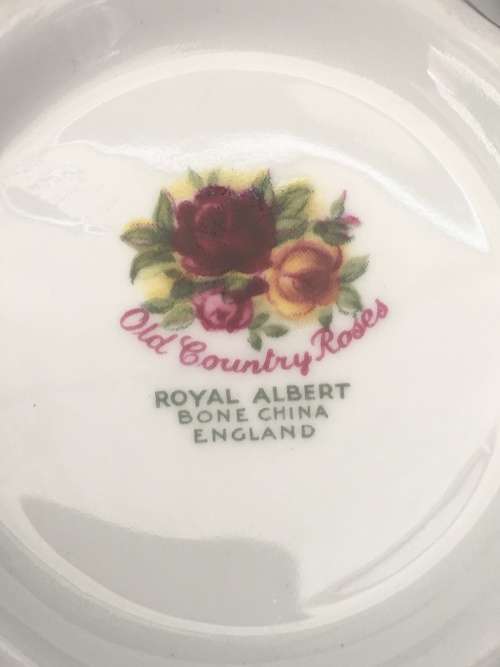 Old Country Roses
ROYAL ALBERT
BONE CHINA
ENGLAND